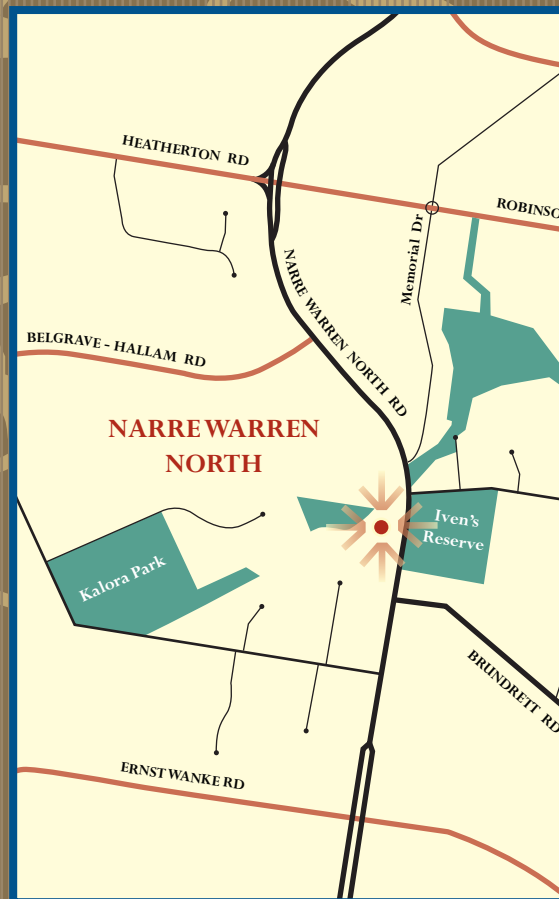 HEATHERTON RD
ROBINSO
Memorial Dr
NARRE WARREN NORTH RD
BELGRAVE - HALLAM RD
NARRE WARREN
NORTH
Iven's
Reserve
Kalora Park
BRUNDRETT RD
ERNST WANKE RD